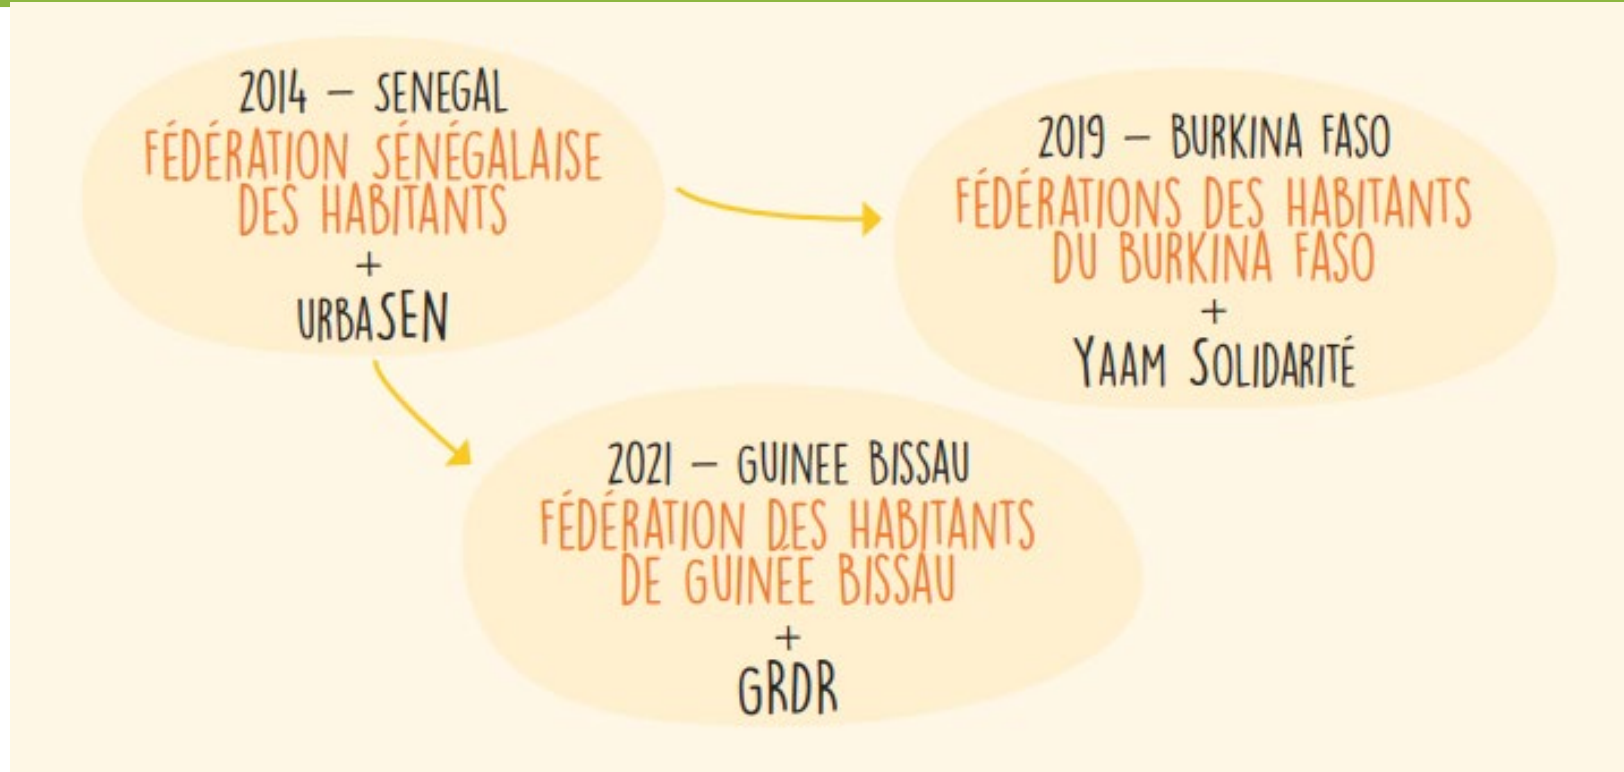 2014 – SENEGAL
FÉDÉRATION SÉNÉGALAISE
DES HABITANTS
+
URBASEN
2019 – BURKINA FASO
FÉDÉRATIONS DES HABITANTS
DU BURKINA FASO
+
YAAM SOLIDARITÉ
2021 – GUINEE BISSAU
FÉDÉRATION DES HABITANTS
DE GUINÉE BISSAU
+
GRDR